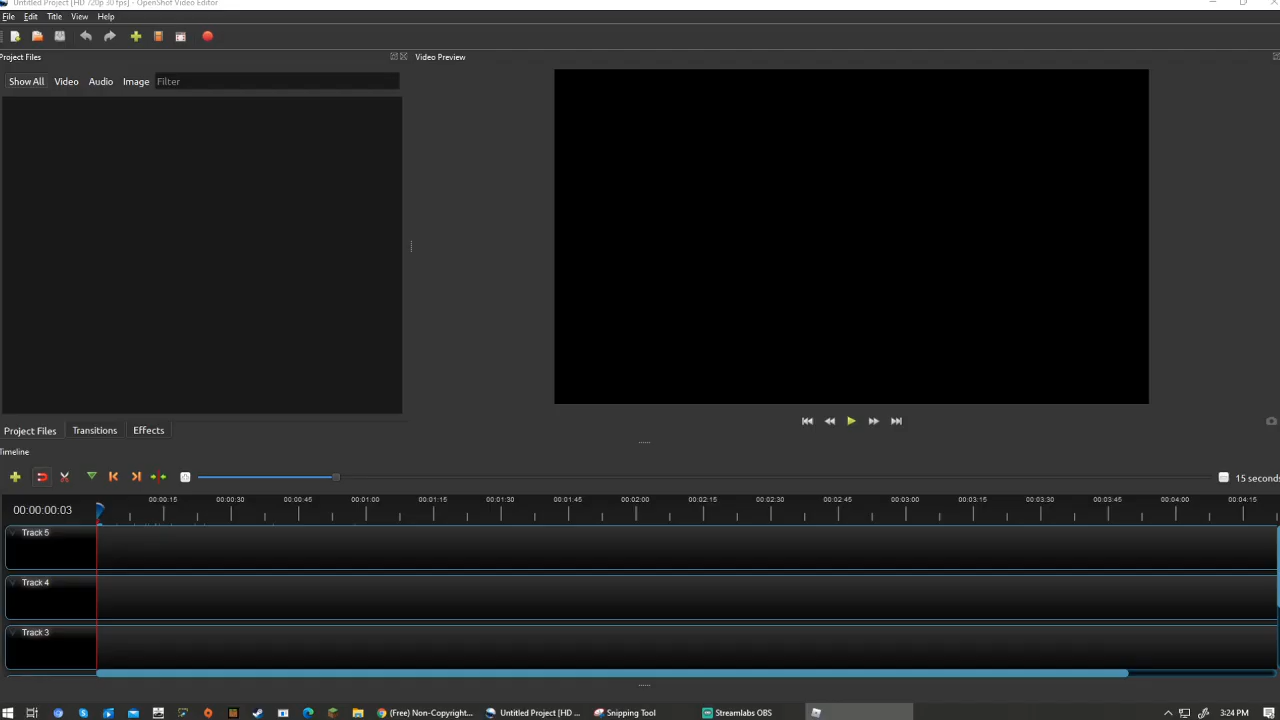 Untitled Project [HD 720p 30 fps] - OpenShot Video Editor
File Edit Title View Help
Project Files
Video Preview
Show All Video Audio Image Filter
Project Files Transitions Effects
Timeline
15 seconds
00:00:00:03
00:00:15 00:00:30 00:00:45 00:01:00 00:01:15 00:01:30 00:01:45 00:02:00 00:02:15 00:02:30 00:02:45 00:03:00 00:03:15 00:03:30 00:03:45 00:04:00 00:04:15
Track 5
Track 4
Track 3
(Free) Non-Copyright... Untitled Project [HD ... Snipping Tool Streamlabs OBS 3:24 PM